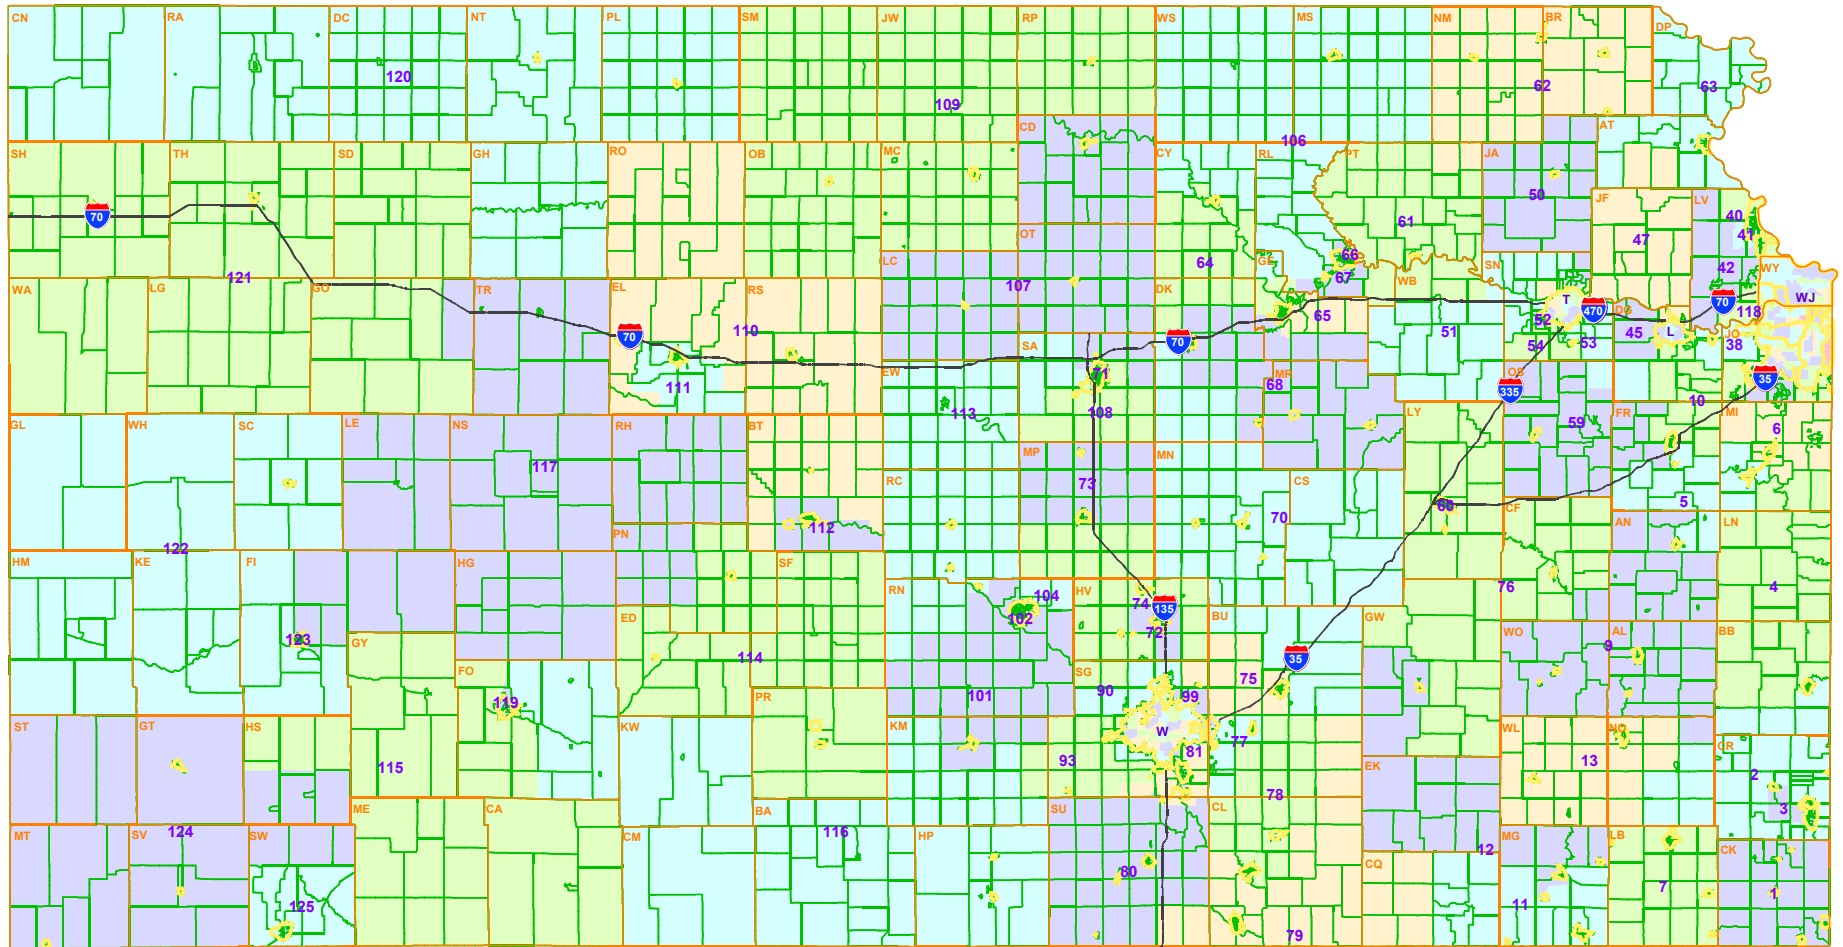 CN RA DC NT PL SM JW RP WS MS NM BR DP
120 62 63
109
CD AT
106
SH TH SD GH RO OB MC CY RL PT JA
50
JF LV
70 61 40
OT 47 41
66
LC GE 64 SN 42 WY
121 107 67 WB
WA LG GO TR EL RS DK T 70 WJ
65 52 470 DG 118
110 51 L
70 70 53 45 JO
SA 54 38
EW 71 MR OS
111 68 335 35
113 108 LY 10
GL WH SC LE NS RH BT 59 FR MI
6
MP MN
117
RC 73 CS
60 CF 5
PN 112 70 AN LN
122
HM KE FI HG SF
76 4
RN HV
104 74 135
ED 102 BU GW
123 72 WO AL BB
GY 9
114 35
FO SG
75
119 PR 101 90 99
ST GT HS KW KM W WL NO
77 CR
81
115 93 13 2
78
ME CA BA SU CL EK 3
MT SV 124 SW CM 116 HP MG LB
12 CK
80 CQ
7 1
125 11
79